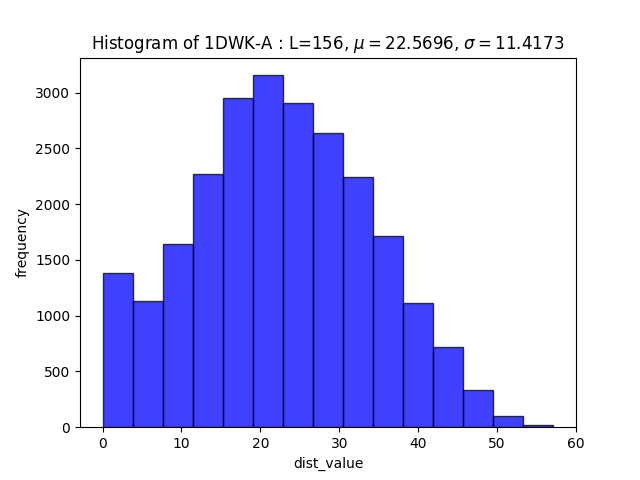 Histogram of 1DWK-A : L=156, μ = 22.5696, σ = 11.4173
frequency
3000
2500
2000
1500
1000
500
0
0 10 20 30 40 50 60
dist_value